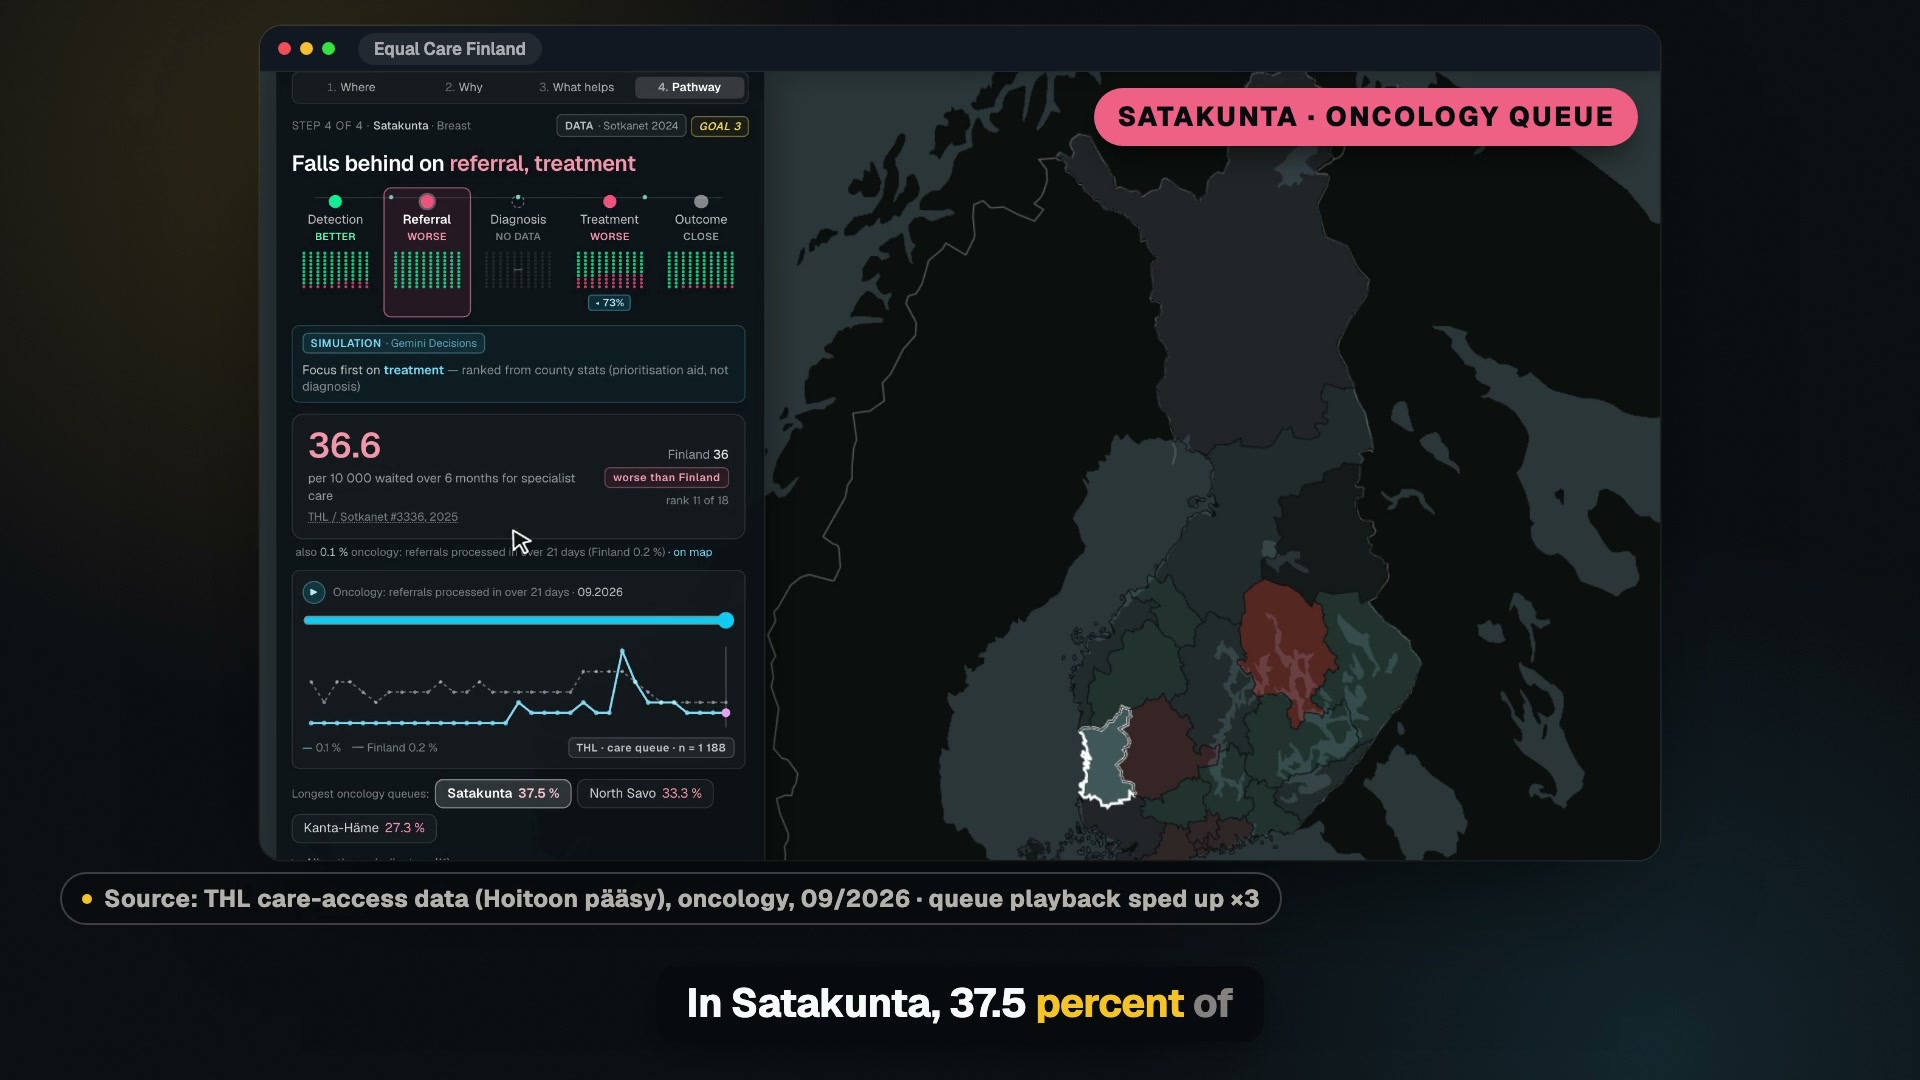 Equal Care Finland
1. Where 2. Why 3. What helps 4. Pathway
SATAKUNTA · ONCOLOGY QUEUE
STEP 4 OF 4 · Satakunta · Breast
DATA · Sotkanet 2024
GOAL 3
Falls behind on referral, treatment
Detection Referral Diagnosis Treatment Outcome
BETTER WORSE NO DATA WORSE CLOSE
73%
SIMULATION · Gemini Decisions
Focus first on treatment — ranked from county stats (prioritisation aid, not
diagnosis)
36.6
Finland 36
per 10 000 waited over 6 months for specialist
care
worse than Finland
rank 11 of 18
THL / Sotkanet #3336, 2025
also 0.1 % oncology: referrals processed in over 21 days (Finland 0.2 %) · on map
Oncology: referrals processed in over 21 days · 09.2026
— 0.1 % — Finland 0.2 %
THL · care queue · n = 1 188
Longest oncology queues: Satakunta 37.5 % North Savo 33.3 %
Kanta-Häme 27.3 %
Source: THL care-access data (Hoitoon pääsy), oncology, 09/2026 · queue playback sped up ×3
In Satakunta, 37.5 percent of